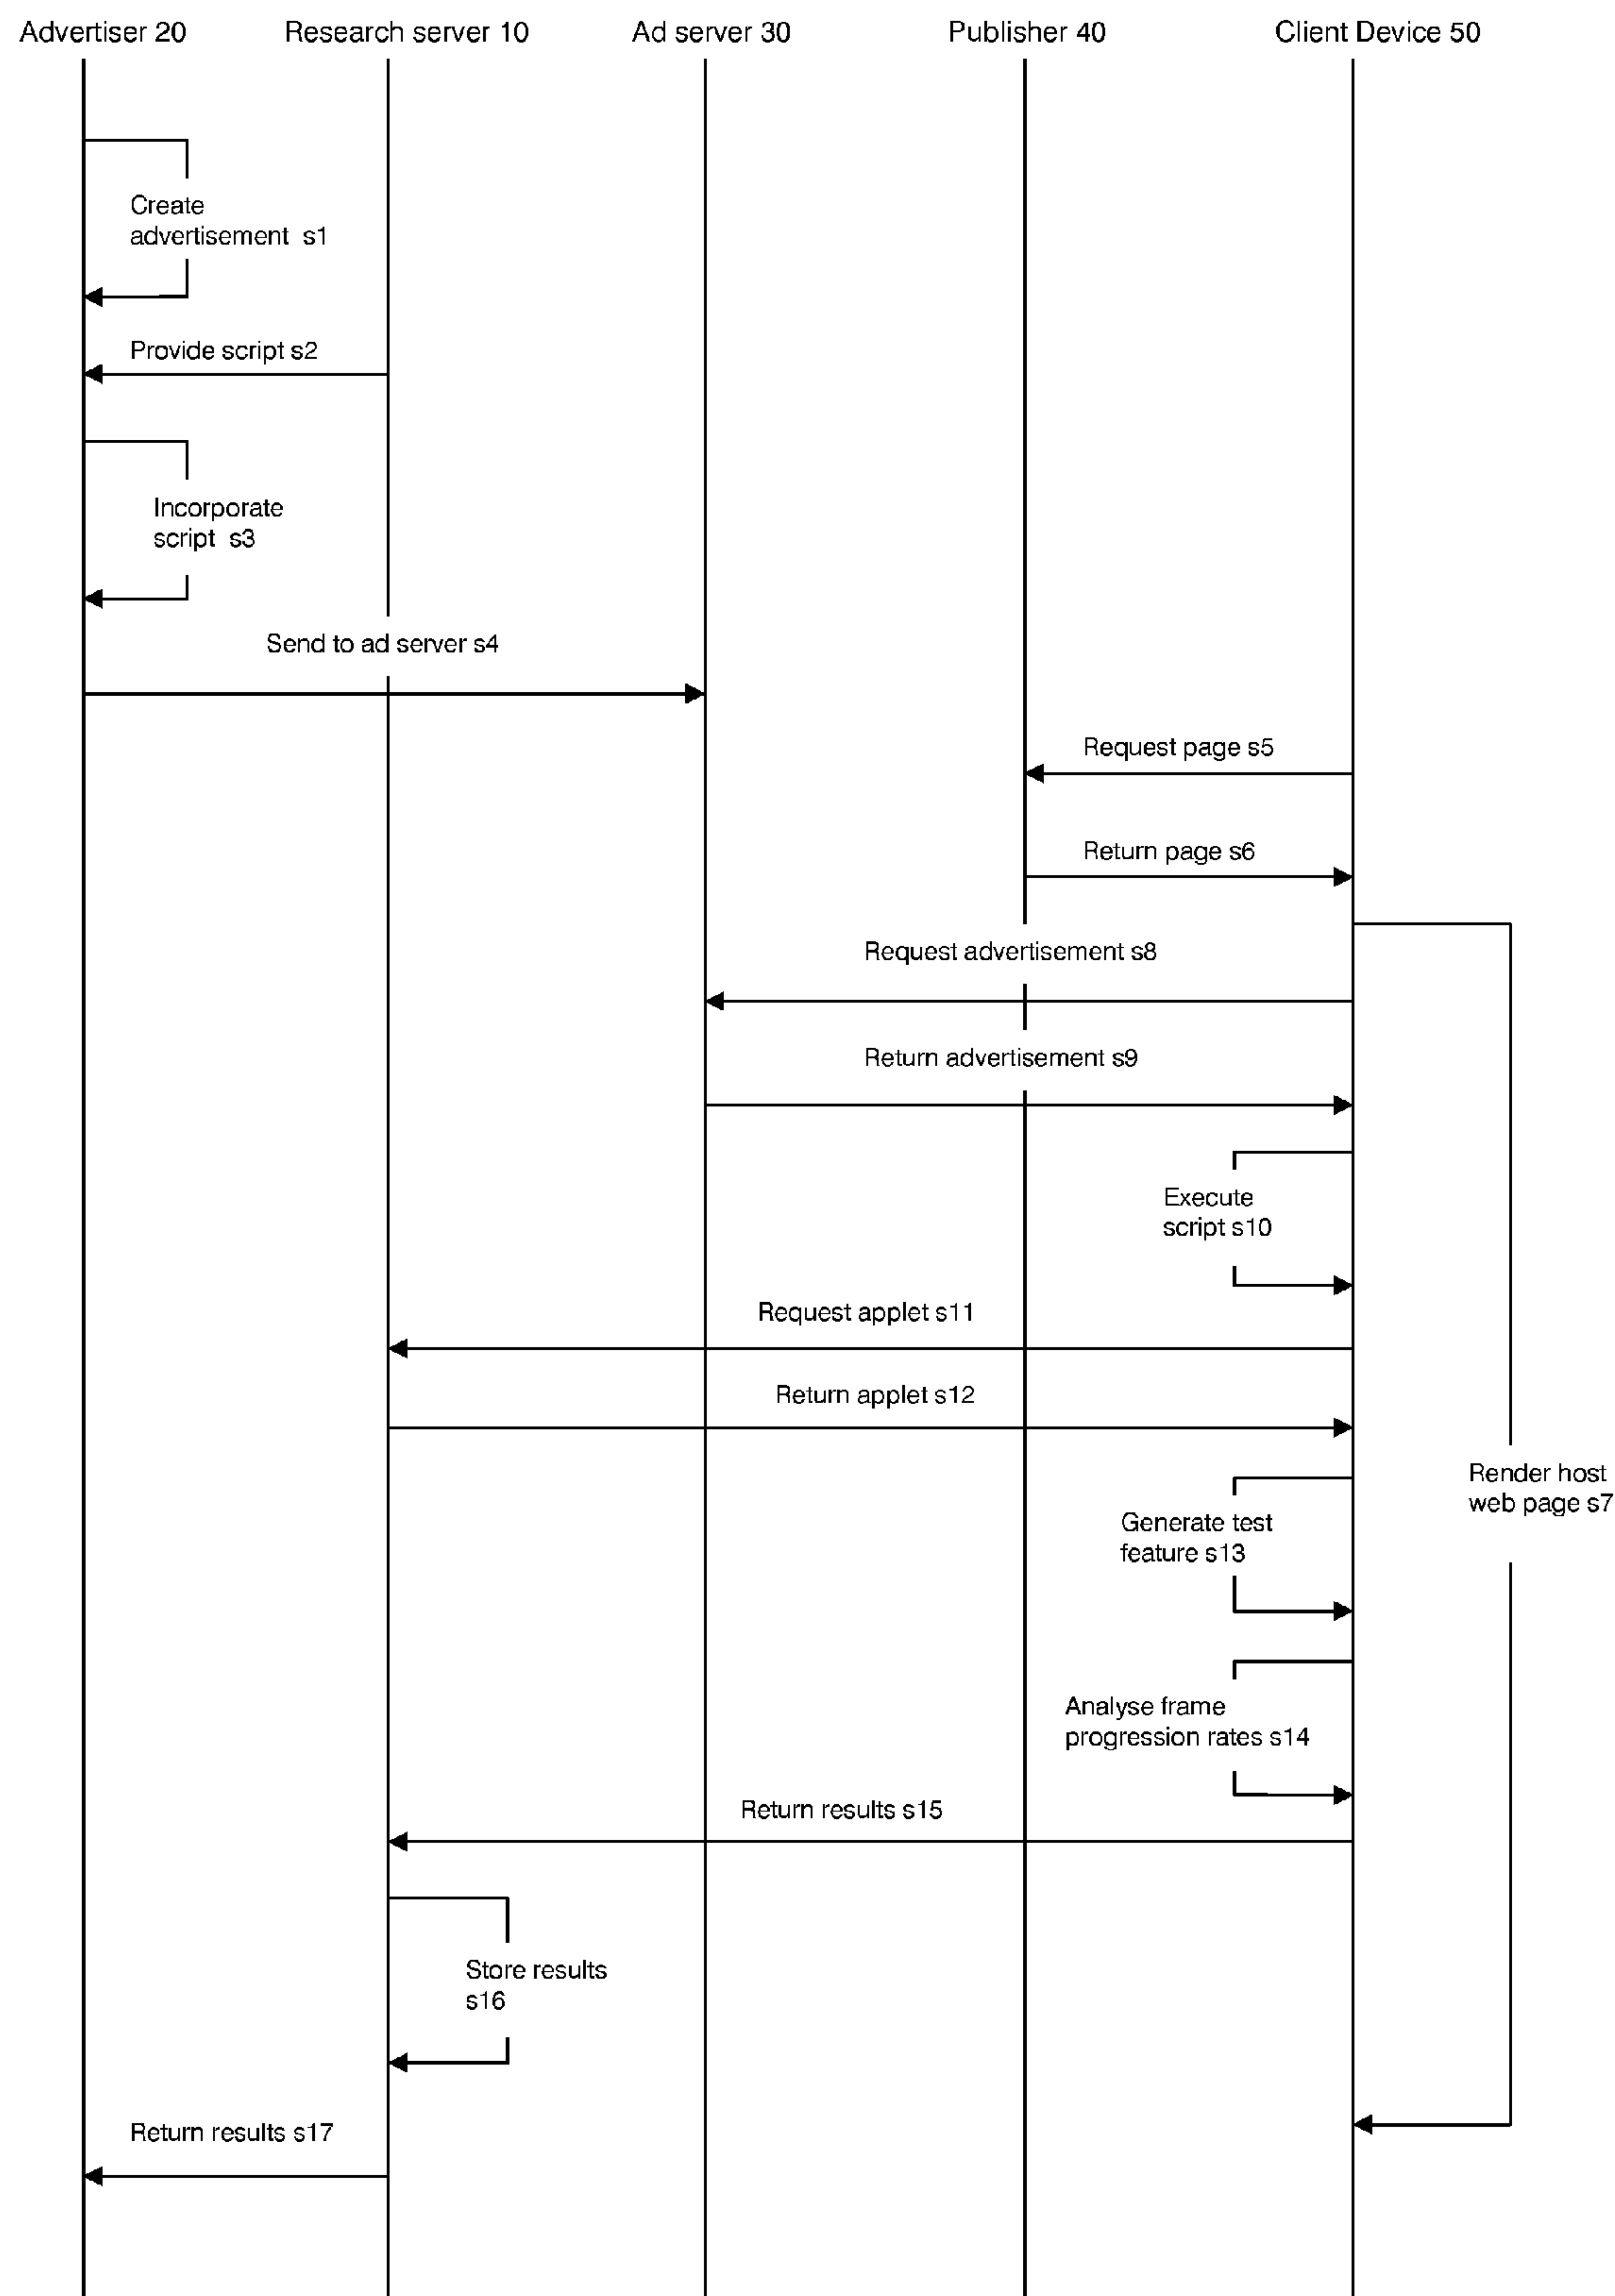 Advertiser 20
Research server 10
Ad server 30
Publisher 40
Client Device 50
Create
advertisement  s1
Provide script s2
Incorporate
script  s3
Send to ad server s4
Request page s5
Return page s6
Request advertisement s8
Return advertisement s9
Execute
script s10
Request applet s11
Return applet s12
Render host
web page s7
Generate test
feature s13
Analyse frame
progression rates s14
Return results s15
Store results
s16
Return results s17